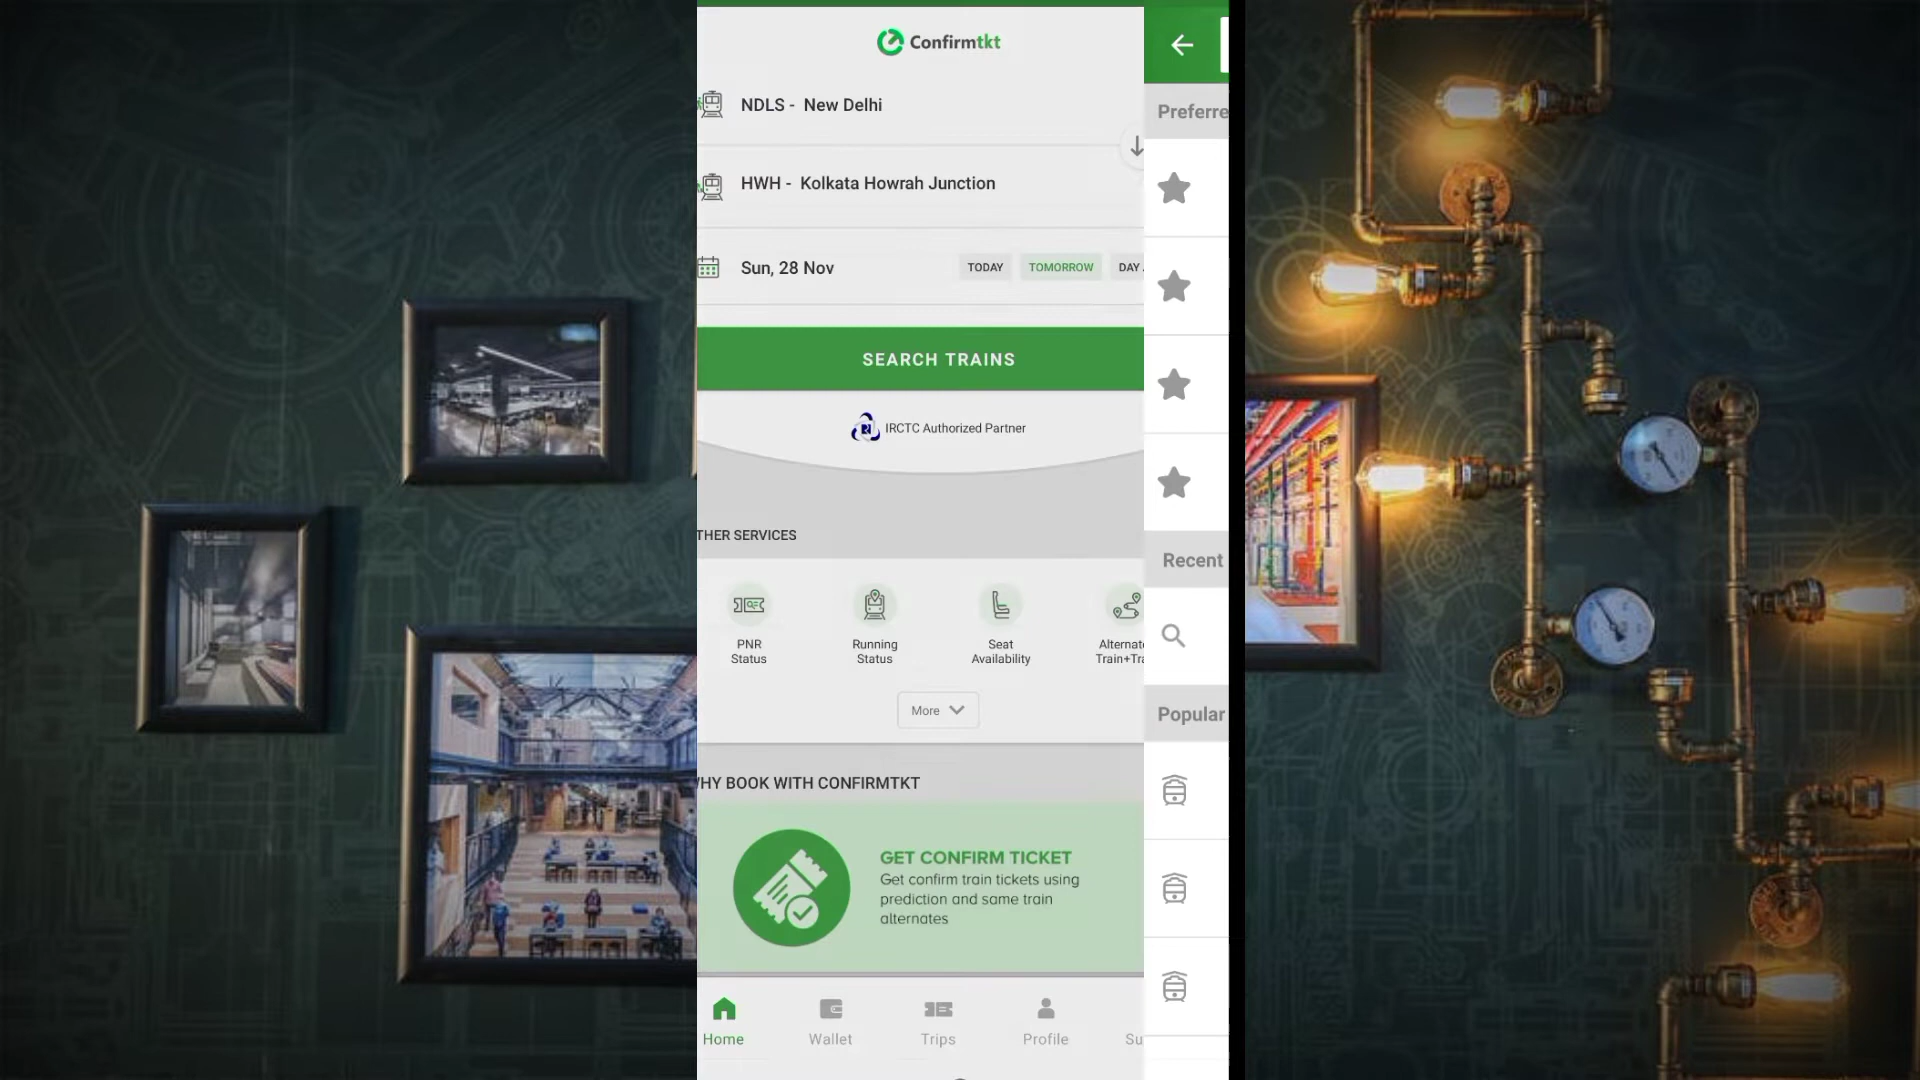 Confirmtkt
NDLS - New Delhi
HWH - Kolkata Howrah Junction
Sun, 28 Nov
TODAY
TOMORROW
DAY
SEARCH TRAINS
IRCTC Authorized Partner
THER SERVICES
PNR
Status
Running
Status
Seat
Availability
Alternat
Train+Tra
More
HY BOOK WITH CONFIRMTKT
GET CONFIRM TICKET
Get confirm train tickets using
prediction and same train
alternates
Home
Wallet
Trips
Profile
Su
Preferre
Recent
Popular